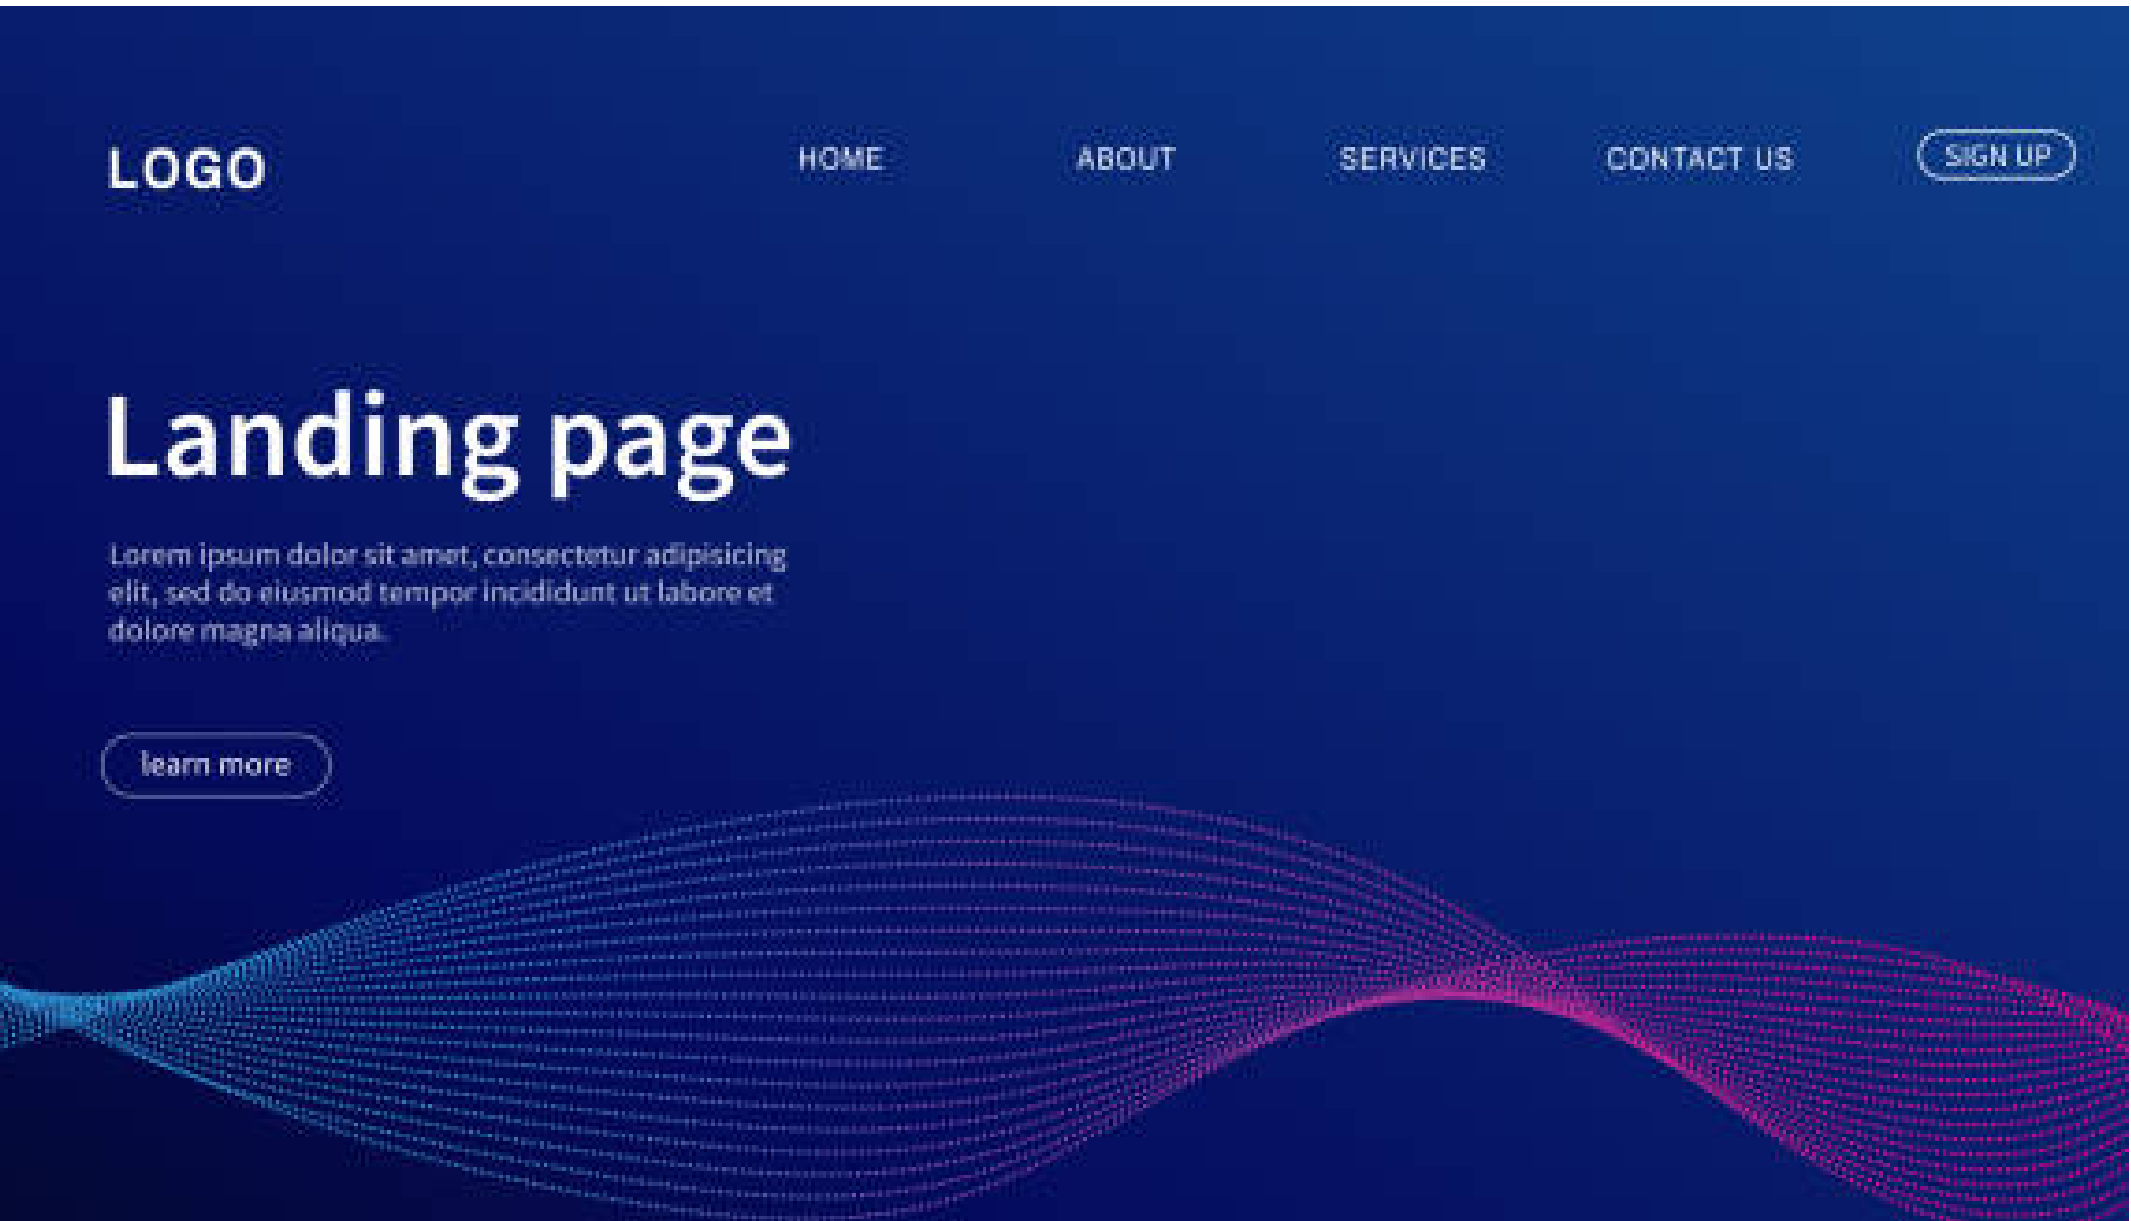 LOGO
HOME ABOUT SERVICES CONTACT US SIGN UP
Landing page
Lorem ipsum dolor sit amet, consectetur adipisicing
elit, sed do eiusmod tempor incididunt ut labore et
dolore magna aliqua.
learn more